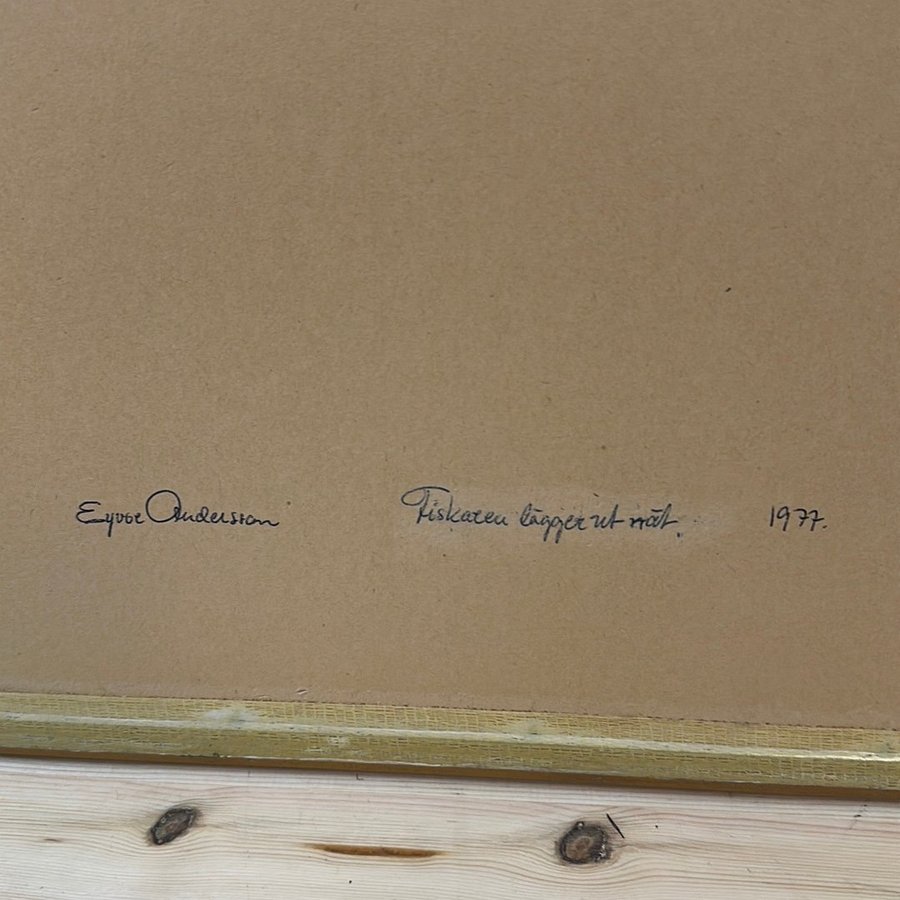 Eyvor Andersson Fiskaren lägger ut nät. 1977.